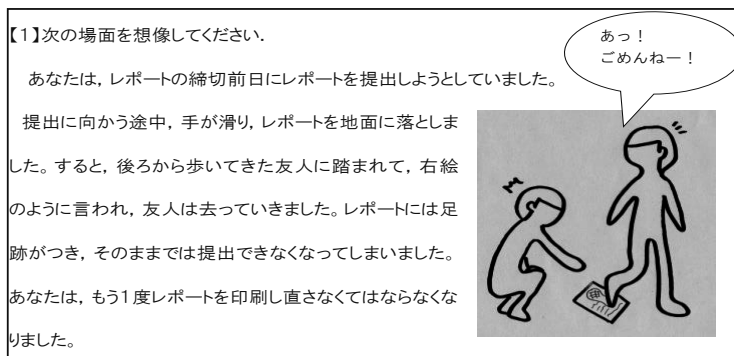 【1】次の場面を想像してください.
あっ！
ごめんねー！
あなたは，レポートの締切前日にレポートを提出しようとしていました。
提出に向かう途中，手が滑り，レポートを地面に落としま
した。すると，後ろから歩いてきた友人に踏まれて，右絵
のように言われ，友人は去っていきました。レポートには足
跡がつき，そのままでは提出できなくなってしまいました。
あなたは，もう1度レポートを印刷し直さなくてはならなくな
りました。